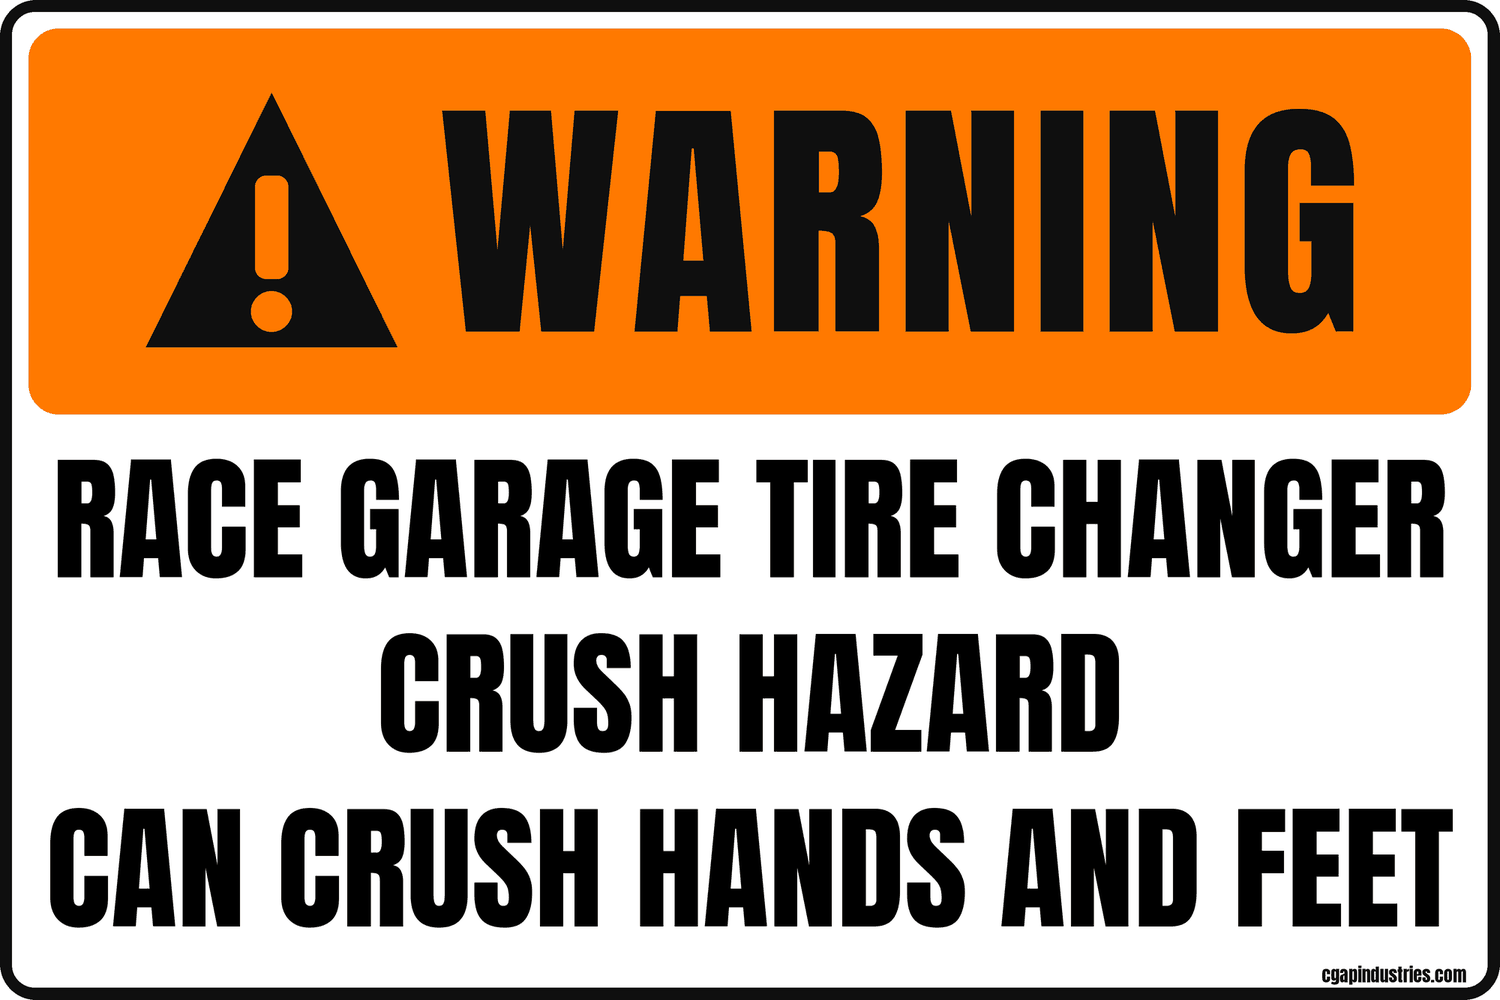 WARNING
RACE GARAGE TIRE CHANGER
CRUSH HAZARD
CAN CRUSH HANDS AND FEET
cgapindustries.com